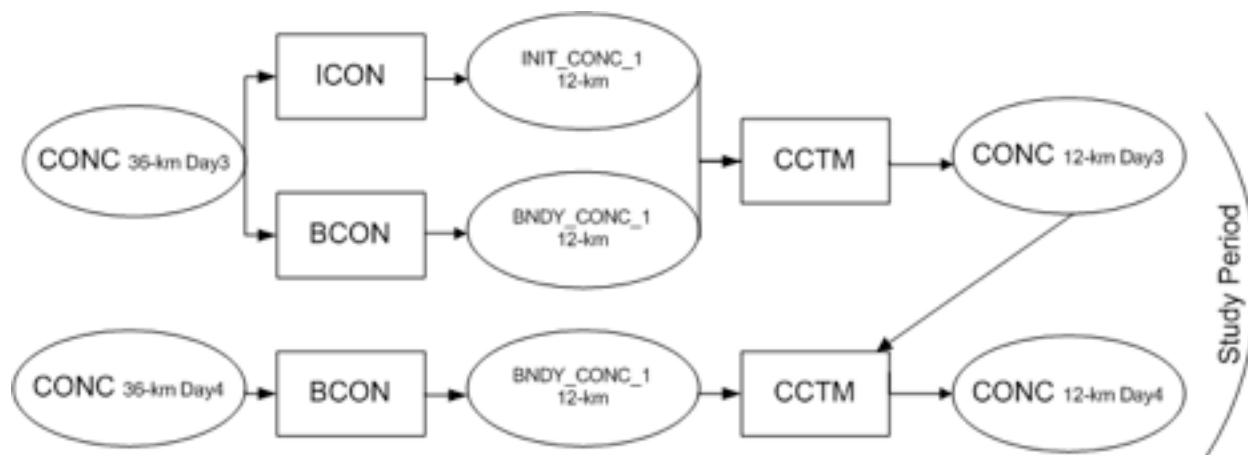 ICON
INIT_CONC_1
12-km
CONC 36-km Day3
CCTM
CONC 12-km Day3
BCON
BNDY_CONC_1
12-km
Study Period
CONC 36-km Day4
BCON
BNDY_CONC_1
12-km
CCTM
CONC 12-km Day4